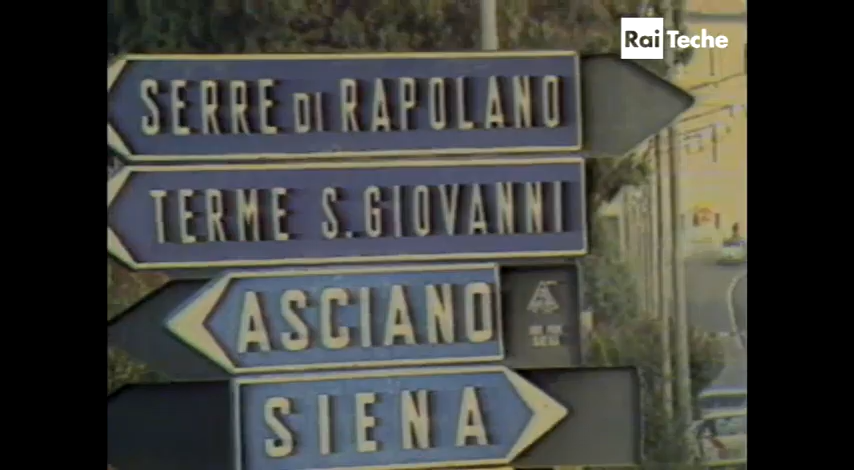 Rai Teche
SERRE DI RAPOLANO
TERME S. GIOVANNI
ASCIANO
SIENA